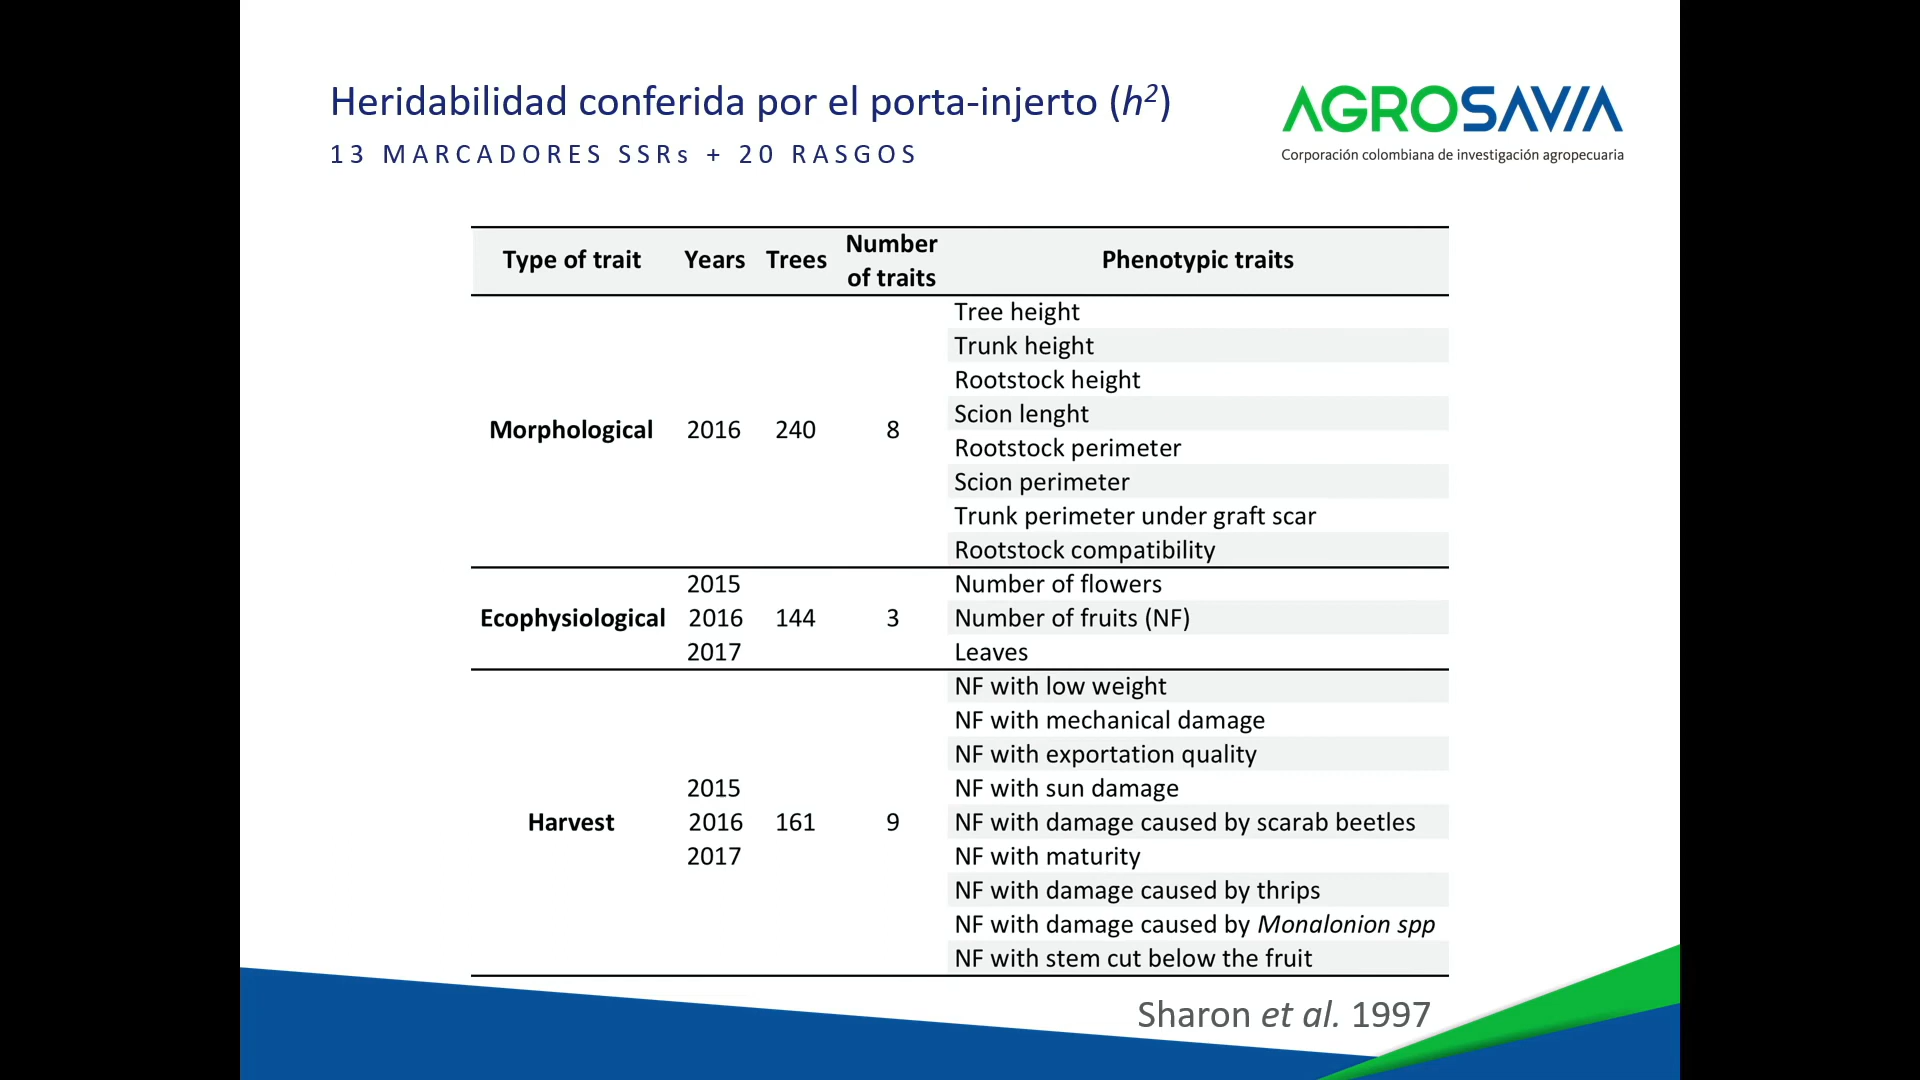 Heridabilidad conferida por el porta-injerto (h²)
13 MARCADORES SSRs + 20 RASGOS
AGROSAVIA
Corporación colombiana de investigación agropecuaria
Type of trait Years Trees Number of traits Phenotypic traits
Morphological 2016 240 8
Tree height
Trunk height
Rootstock height
Scion lenght
Rootstock perimeter
Scion perimeter
Trunk perimeter under graft scar
Rootstock compatibility
Ecophysiological 2015 2016 2017 144 3
Number of flowers
Number of fruits (NF)
Leaves
Harvest 2015 2016 2017 161 9
NF with low weight
NF with mechanical damage
NF with exportation quality
NF with sun damage
NF with damage caused by scarab beetles
NF with maturity
NF with damage caused by thrips
NF with damage caused by Monalonion spp
NF with stem cut below the fruit
Sharon et al. 1997